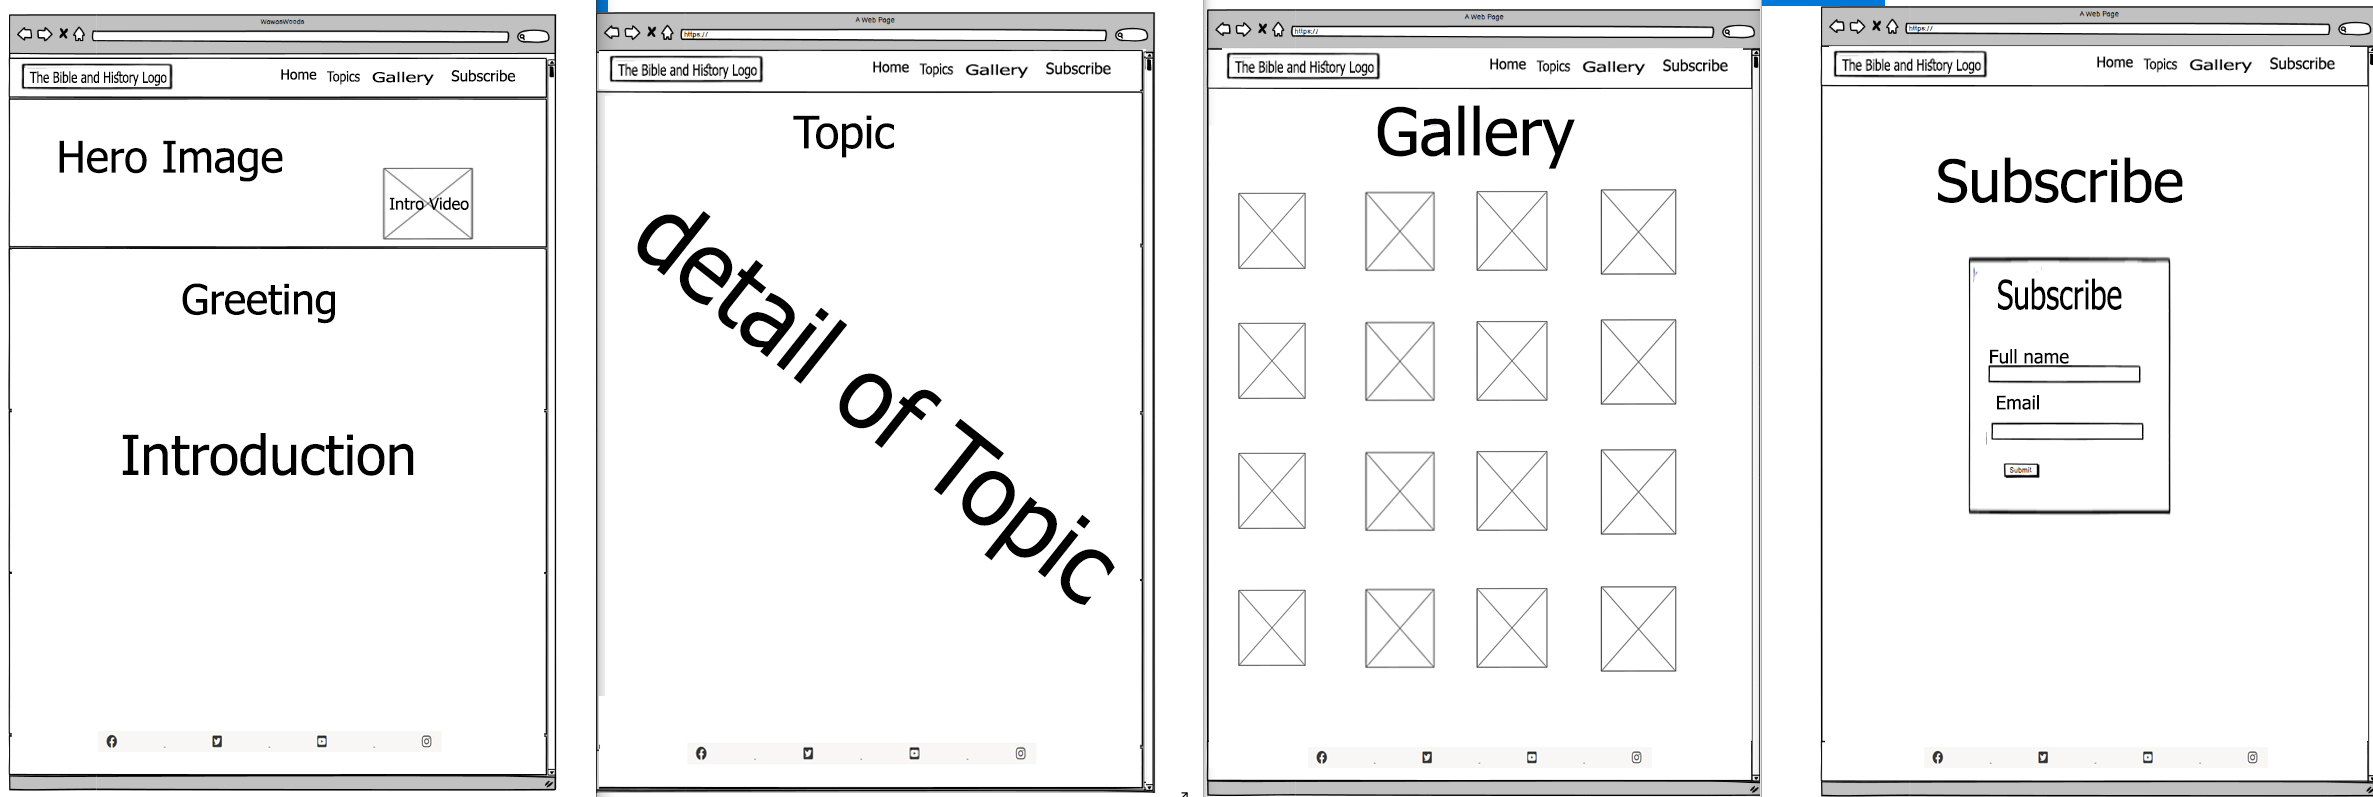 WawasWoods
The Bible and History Logo
Home Topics Gallery Subscribe
Hero Image
Intro Video
Greeting
Introduction
A Web Page
https://
The Bible and History Logo
Home Topics Gallery Subscribe
Topic
detail of Topic
A Web Page
https://
The Bible and History Logo
Home Topics Gallery Subscribe
Gallery
A Web Page
https://
The Bible and History Logo
Home Topics Gallery Subscribe
Subscribe
Subscribe
Full name
Email
Submit